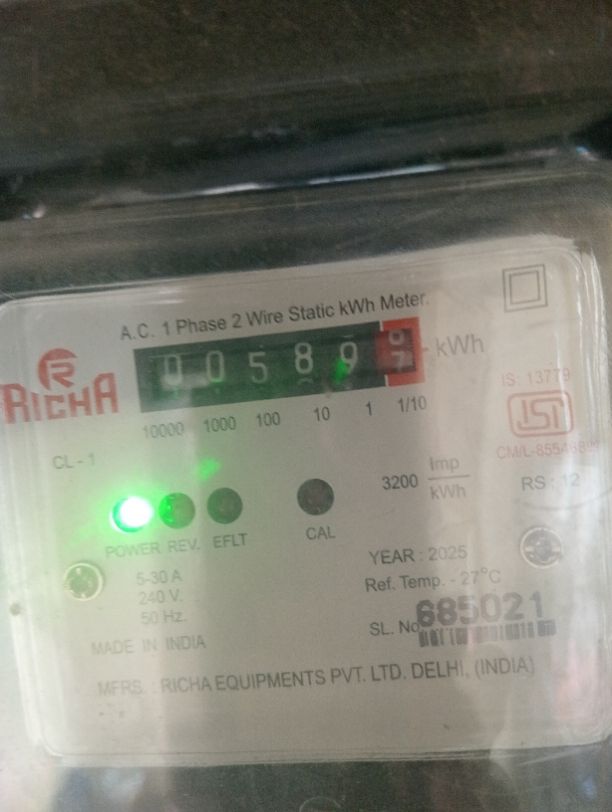 A.C. 1 Phase 2 Wire Static kWh Meter.
RICHA
0 0 5 8 9 kWh
10000 1000 100 10 1 1/10
IS: 13779
ISI
CL - 1
3200 Imp/kWh
RS : 12
POWER REV. EFLT
CAL
5-30 A
240 V.
50 Hz.
YEAR : 2025
Ref. Temp. - 27°C
SL. No. 685021
MADE IN INDIA
MFRS. : RICHA EQUIPMENTS PVT. LTD. DELHI, (INDIA)